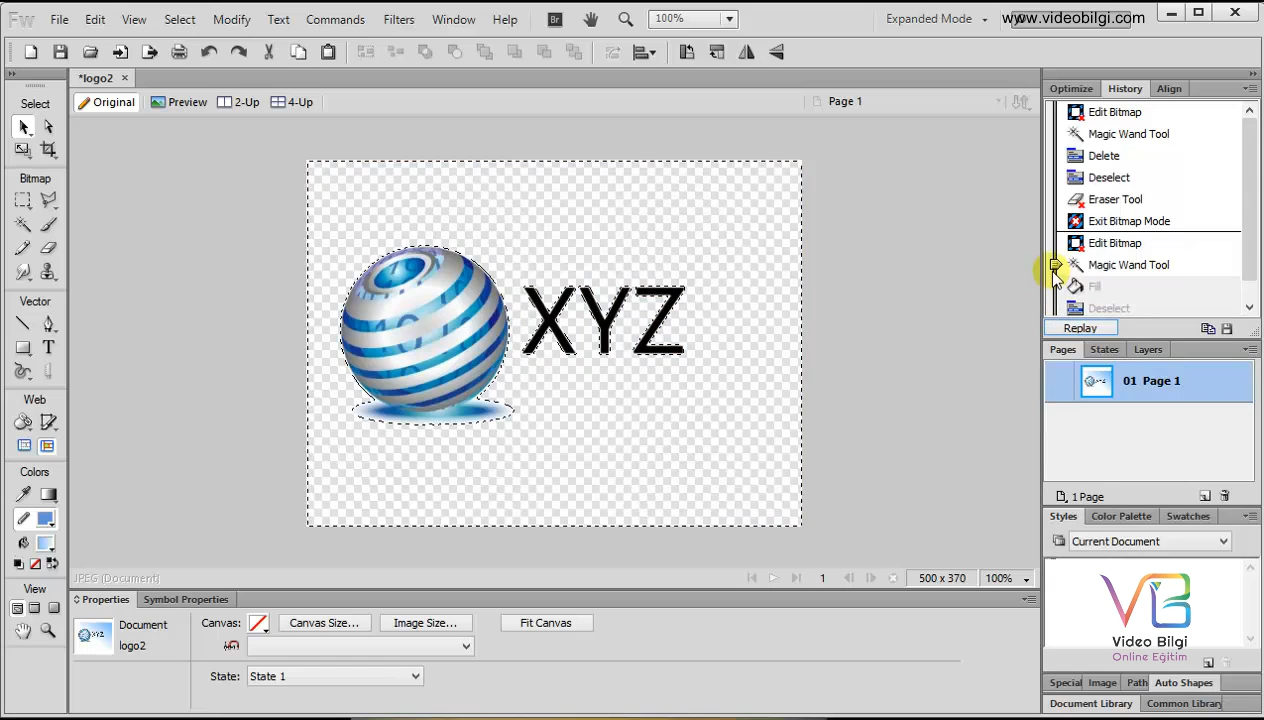 Fw File Edit View Select Modify Text Commands Filters Window Help Br 100% Expanded Mode www.videobilgi.com
*logo2
Original Preview 2-Up 4-Up Page 1
Select
Bitmap
Vector
Web
Colors
View
XYZ
JPEG (Document) 1 500 x 370 100%
Properties Symbol Properties
Document
logo2
Canvas: Canvas Size... Image Size... Fit Canvas
State: State 1
Optimize History Align
Edit Bitmap
Magic Wand Tool
Delete
Deselect
Eraser Tool
Exit Bitmap Mode
Edit Bitmap
Magic Wand Tool
Fill
Deselect
Replay
Pages States Layers
01 Page 1
1 Page
Styles Color Palette Swatches
Current Document
VB
Video Bilgi
Online Eğitim
Special Image Path Auto Shapes
Document Library Common Library